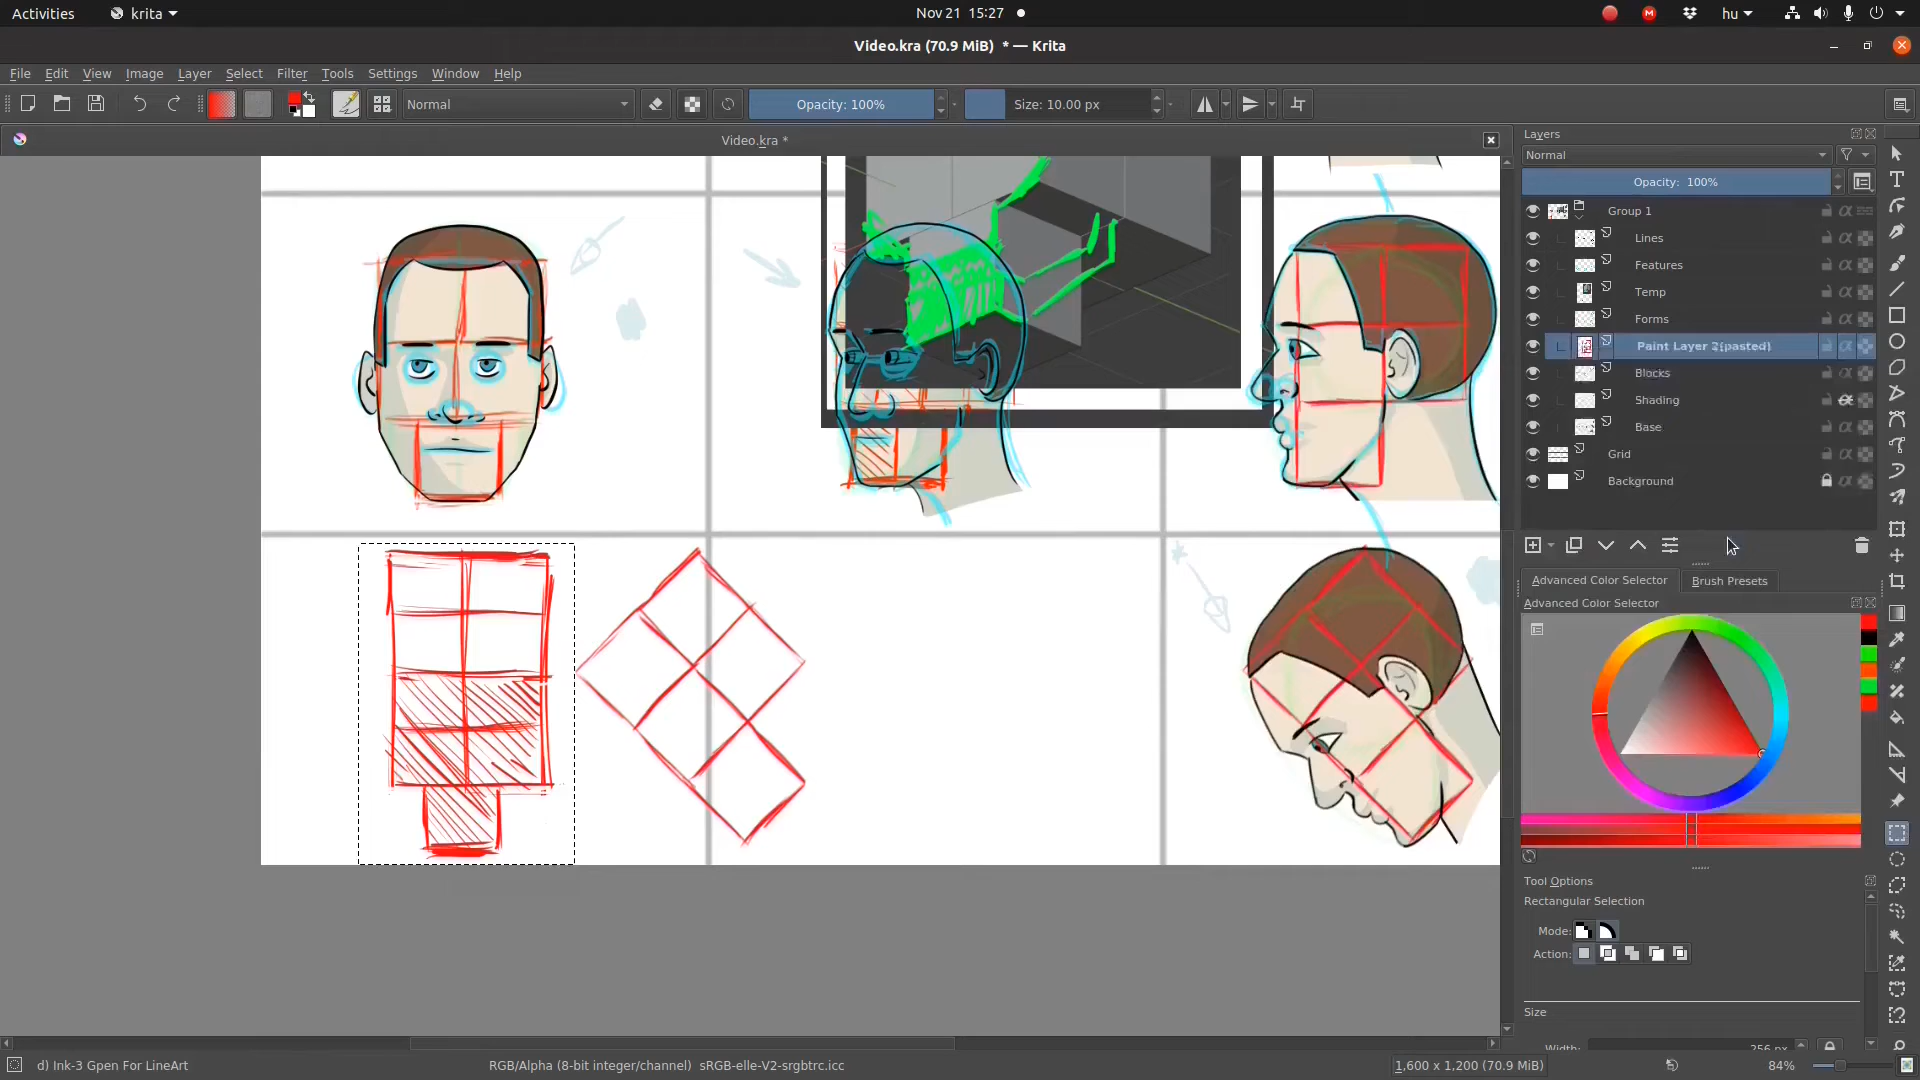 Activities krita Nov 21 15:27 hu
Video.kra (70.9 MiB) * — Krita
File Edit View Image Layer Select Filter Tools Settings Window Help
Normal Opacity: 100% Size: 10.00 px
Video.kra *
Layers
Normal
Opacity: 100%
Group 1
Lines
Features
Temp
Forms
Paint Layer 2(pasted)
Blocks
Shading
Base
Grid
Background
Advanced Color Selector Brush Presets
Advanced Color Selector
Tool Options
Rectangular Selection
Mode:
Action:
Size
Width: 256 px
d) Ink-3 Gpen For LineArt RGB/Alpha (8-bit integer/channel) sRGB-elle-V2-srgbtrc.icc 1,600 x 1,200 (70.9 MiB) 84%